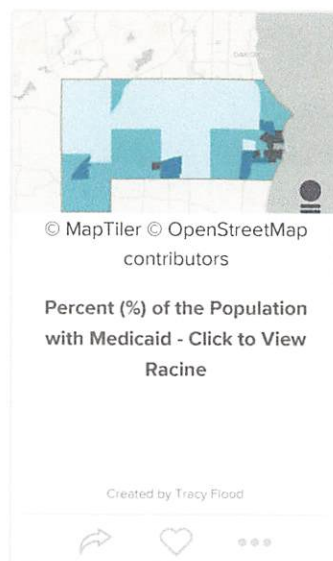 © MapTiler © OpenStreetMap
contributors
Percent (%) of the Population
with Medicaid - Click to View
Racine
Created by Tracy Flood